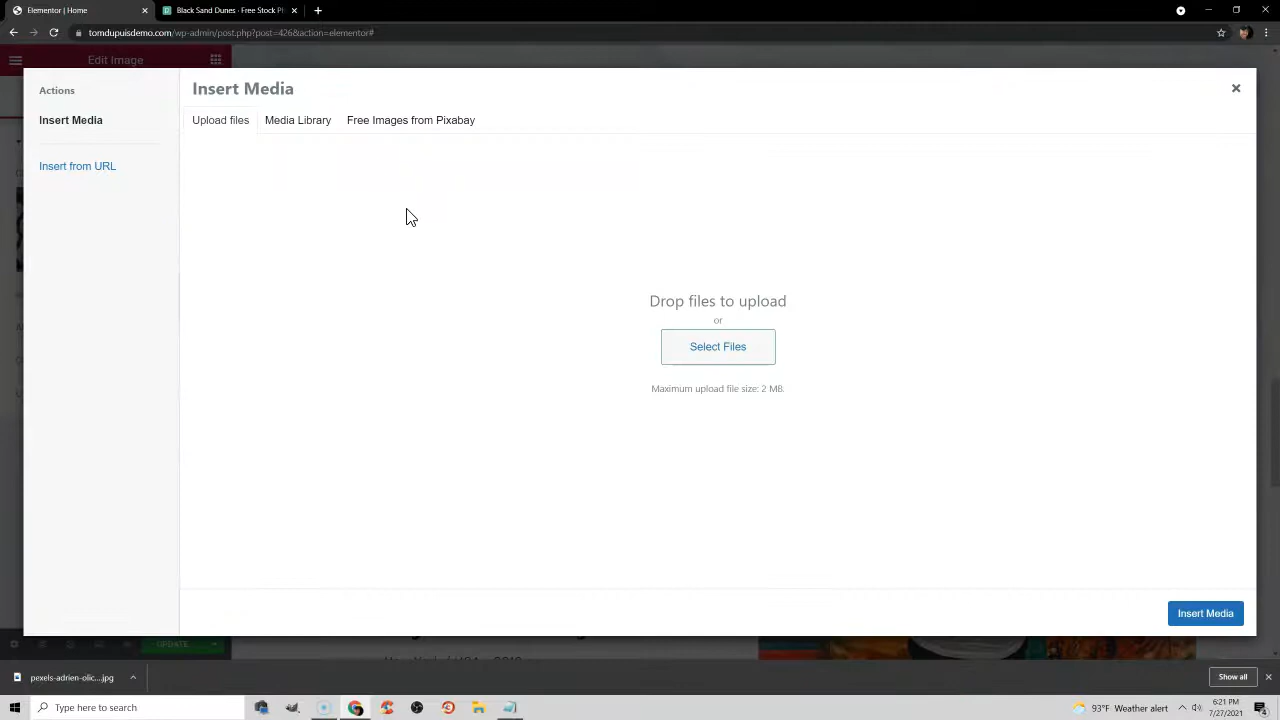 Elementor | Home
Black Sand Dunes · Free Stock Ph
tomdupuisdemo.com/wp-admin/post.php?post=426&action=elementor#
Edit Image
Actions
Insert Media
Insert from URL
Insert Media
Upload files
Media Library
Free Images from Pixabay
Drop files to upload
or
Select Files
Maximum upload file size: 2 MB.
Insert Media
UPDATE
pexels-adrien-olic....jpg
Show all
Type here to search
93°F Weather alert
6:21 PM
7/27/2021
4